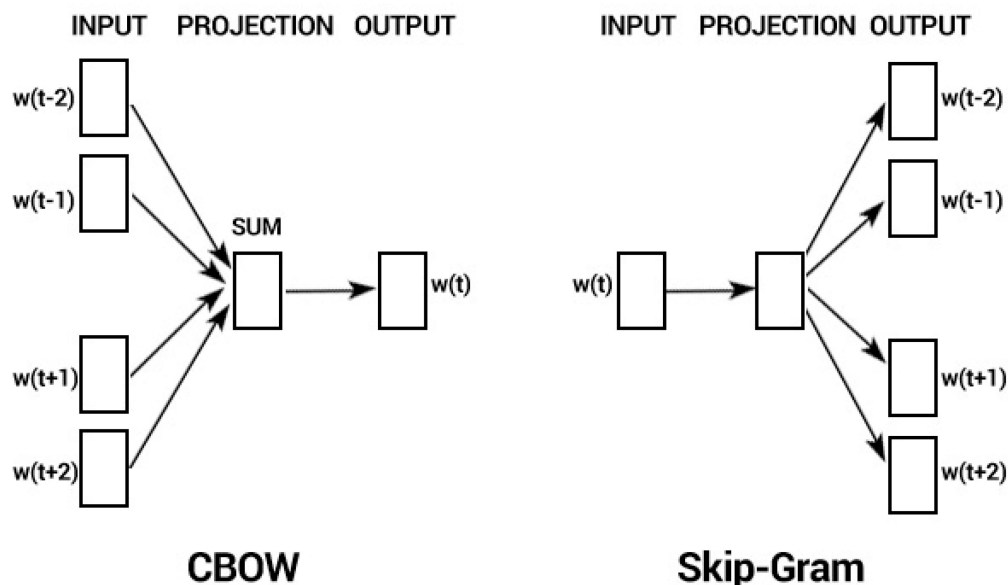 INPUT PROJECTION OUTPUT
w(t-2)
w(t-1)
SUM
w(t)
w(t+1)
w(t+2)
CBOW
INPUT PROJECTION OUTPUT
w(t-2)
w(t-1)
w(t)
w(t+1)
w(t+2)
Skip-Gram